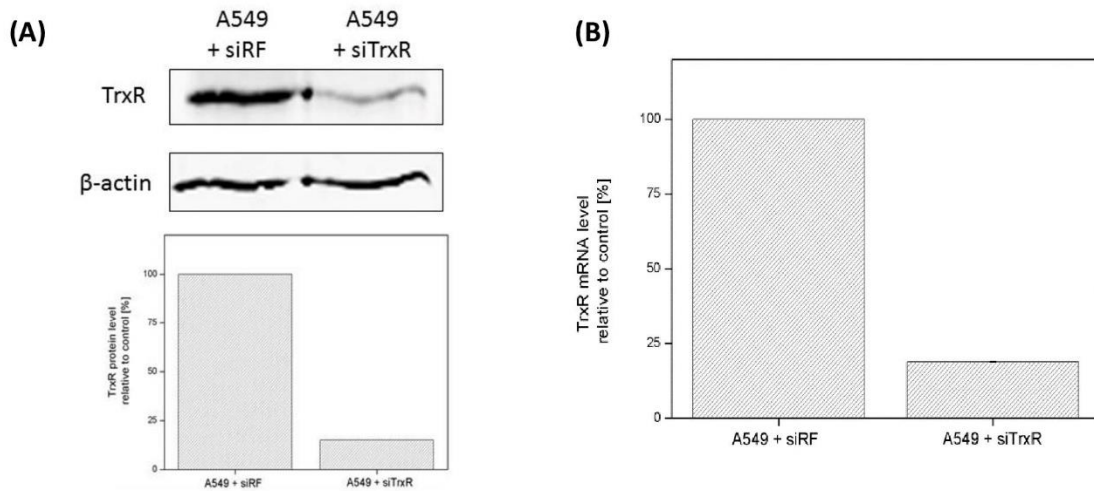 (A)
A549
+ siRF
A549
+ siTrxR
TrxR
β-actin
TrxR protein level
relative to control [%]
100
75
50
25
0
A549 + siRF
A549 + siTrxR
(B)
TrxR mRNA level
relative to control [%]
100
75
50
25
0
A549 + siRF
A549 + siTrxR